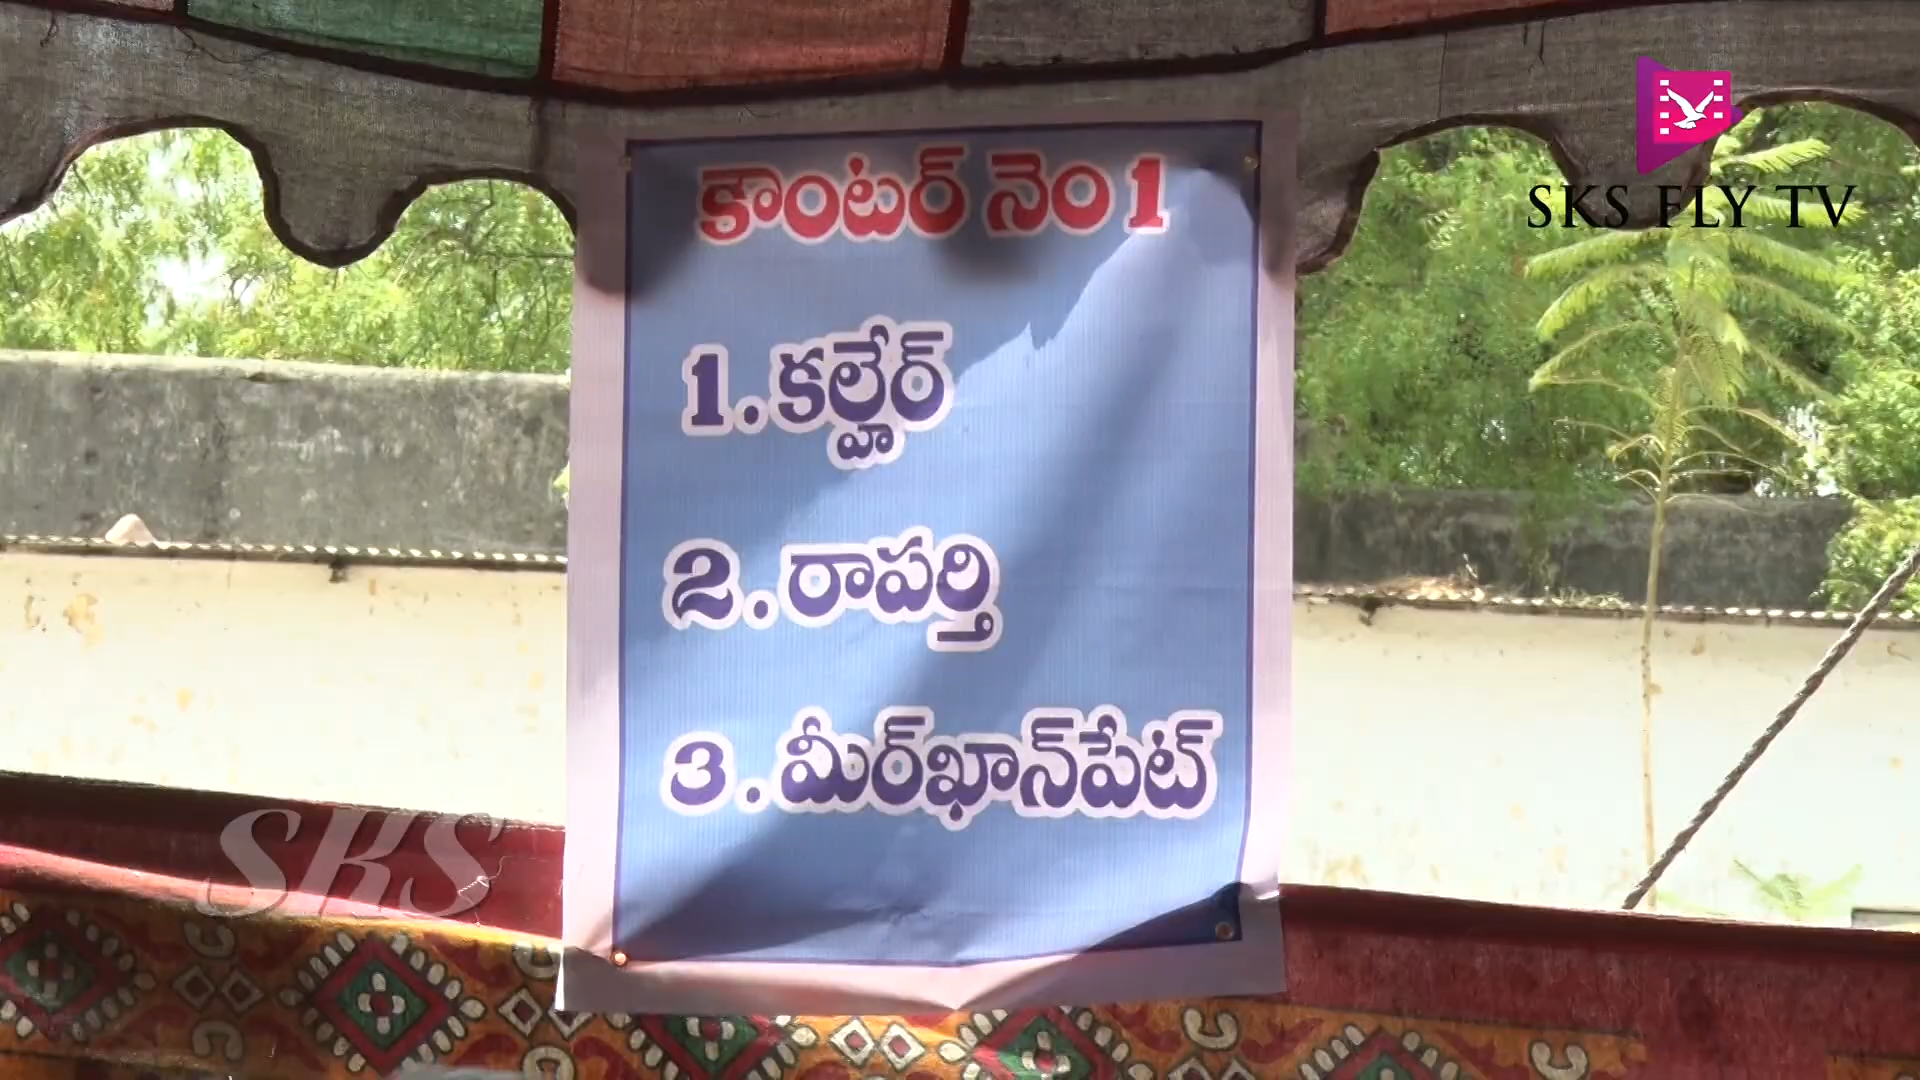 SKS FLY TV
కౌంటర్ నెం 1
1. కల్హేర్
2. రాపర్తి
3. మీర్‌ఖాన్‌పేట్
SKS